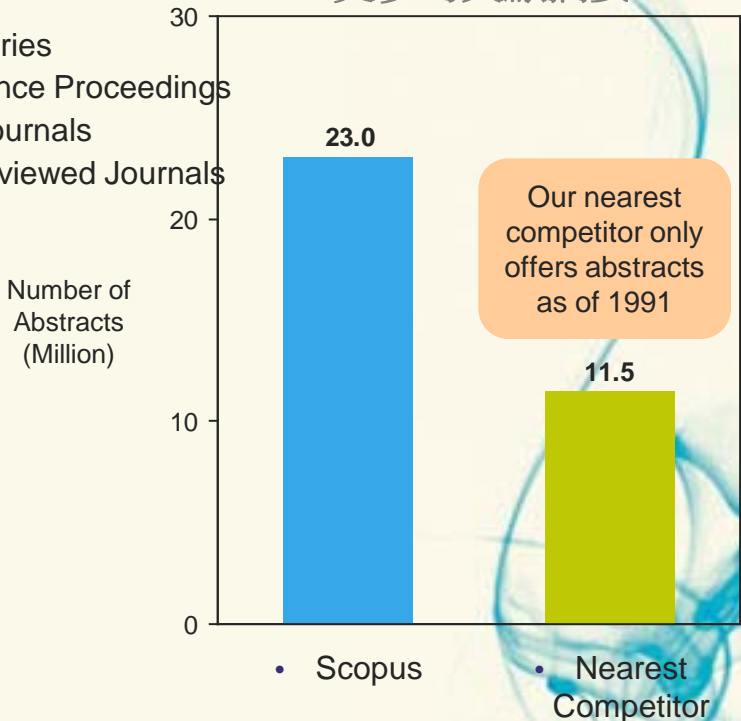 30
ries
nce Proceedings
ournals
viewed Journals
23.0
Our nearest
competitor only
offers abstracts
as of 1991
20
Number of
Abstracts
(Million)
11.5
10
0
• Scopus
• Nearest
Competitor